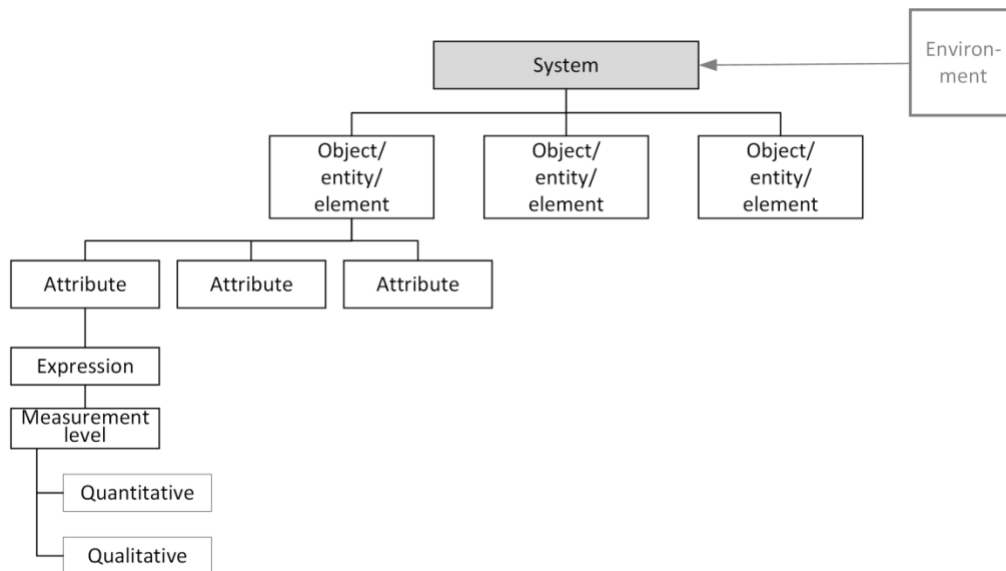 System
Environ-
ment
Object/
entity/
element
Object/
entity/
element
Object/
entity/
element
Attribute
Attribute
Attribute
Expression
Measurement
level
Quantitative
Qualitative